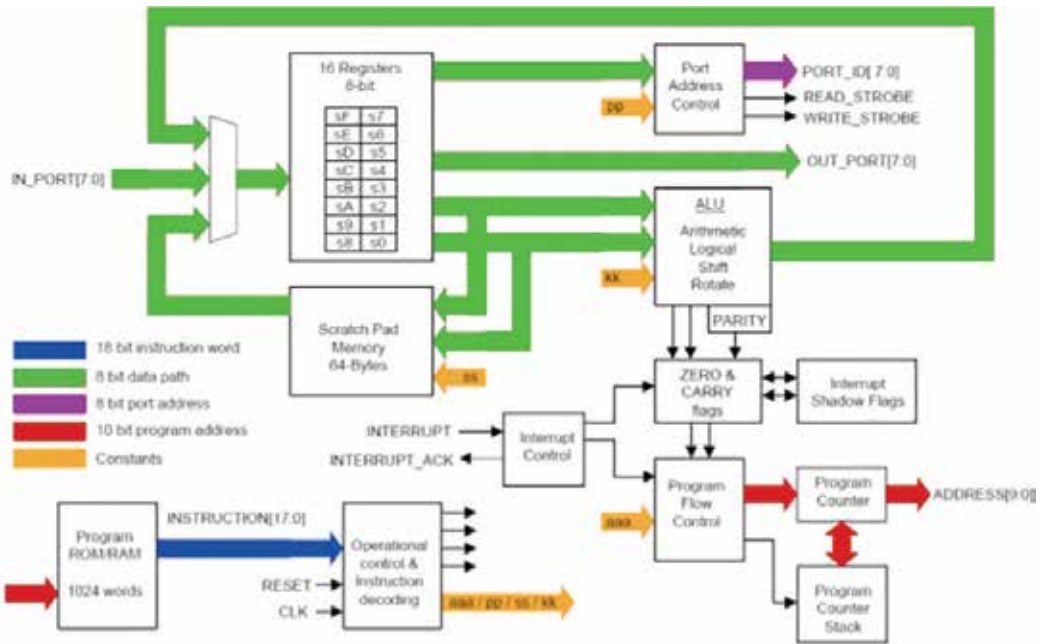 16 Registers
8-bit
sF s7
sE s6
sD s5
sC s4
sB s3
sA s2
s9 s1
s8 s0
Port
Address
Control
PORT_ID[7:0]
READ_STROBE
WRITE_STROBE
pp
IN_PORT[7:0]
OUT_PORT[7:0]
ALU
Arithmetic
Logical
Shift
Rotate
kk
PARITY
Scratch Pad
Memory
64-Bytes
ss
18 bit instruction word
8 bit data path
8 bit port address
10 bit program address
Constants
ZERO &
CARRY
flags
Interrupt
Shadow Flags
INTERRUPT
INTERRUPT_ACK
Interrupt
Control
Program
Flow
Control
aaa
Program
Counter
ADDRESS[9:0]]
Program
Counter
Stack
Program
ROM/RAM
1024 words
INSTRUCTION[17:0]
RESET
CLK
Operational
control &
Instruction
decoding
aaa / pp / ss / kk